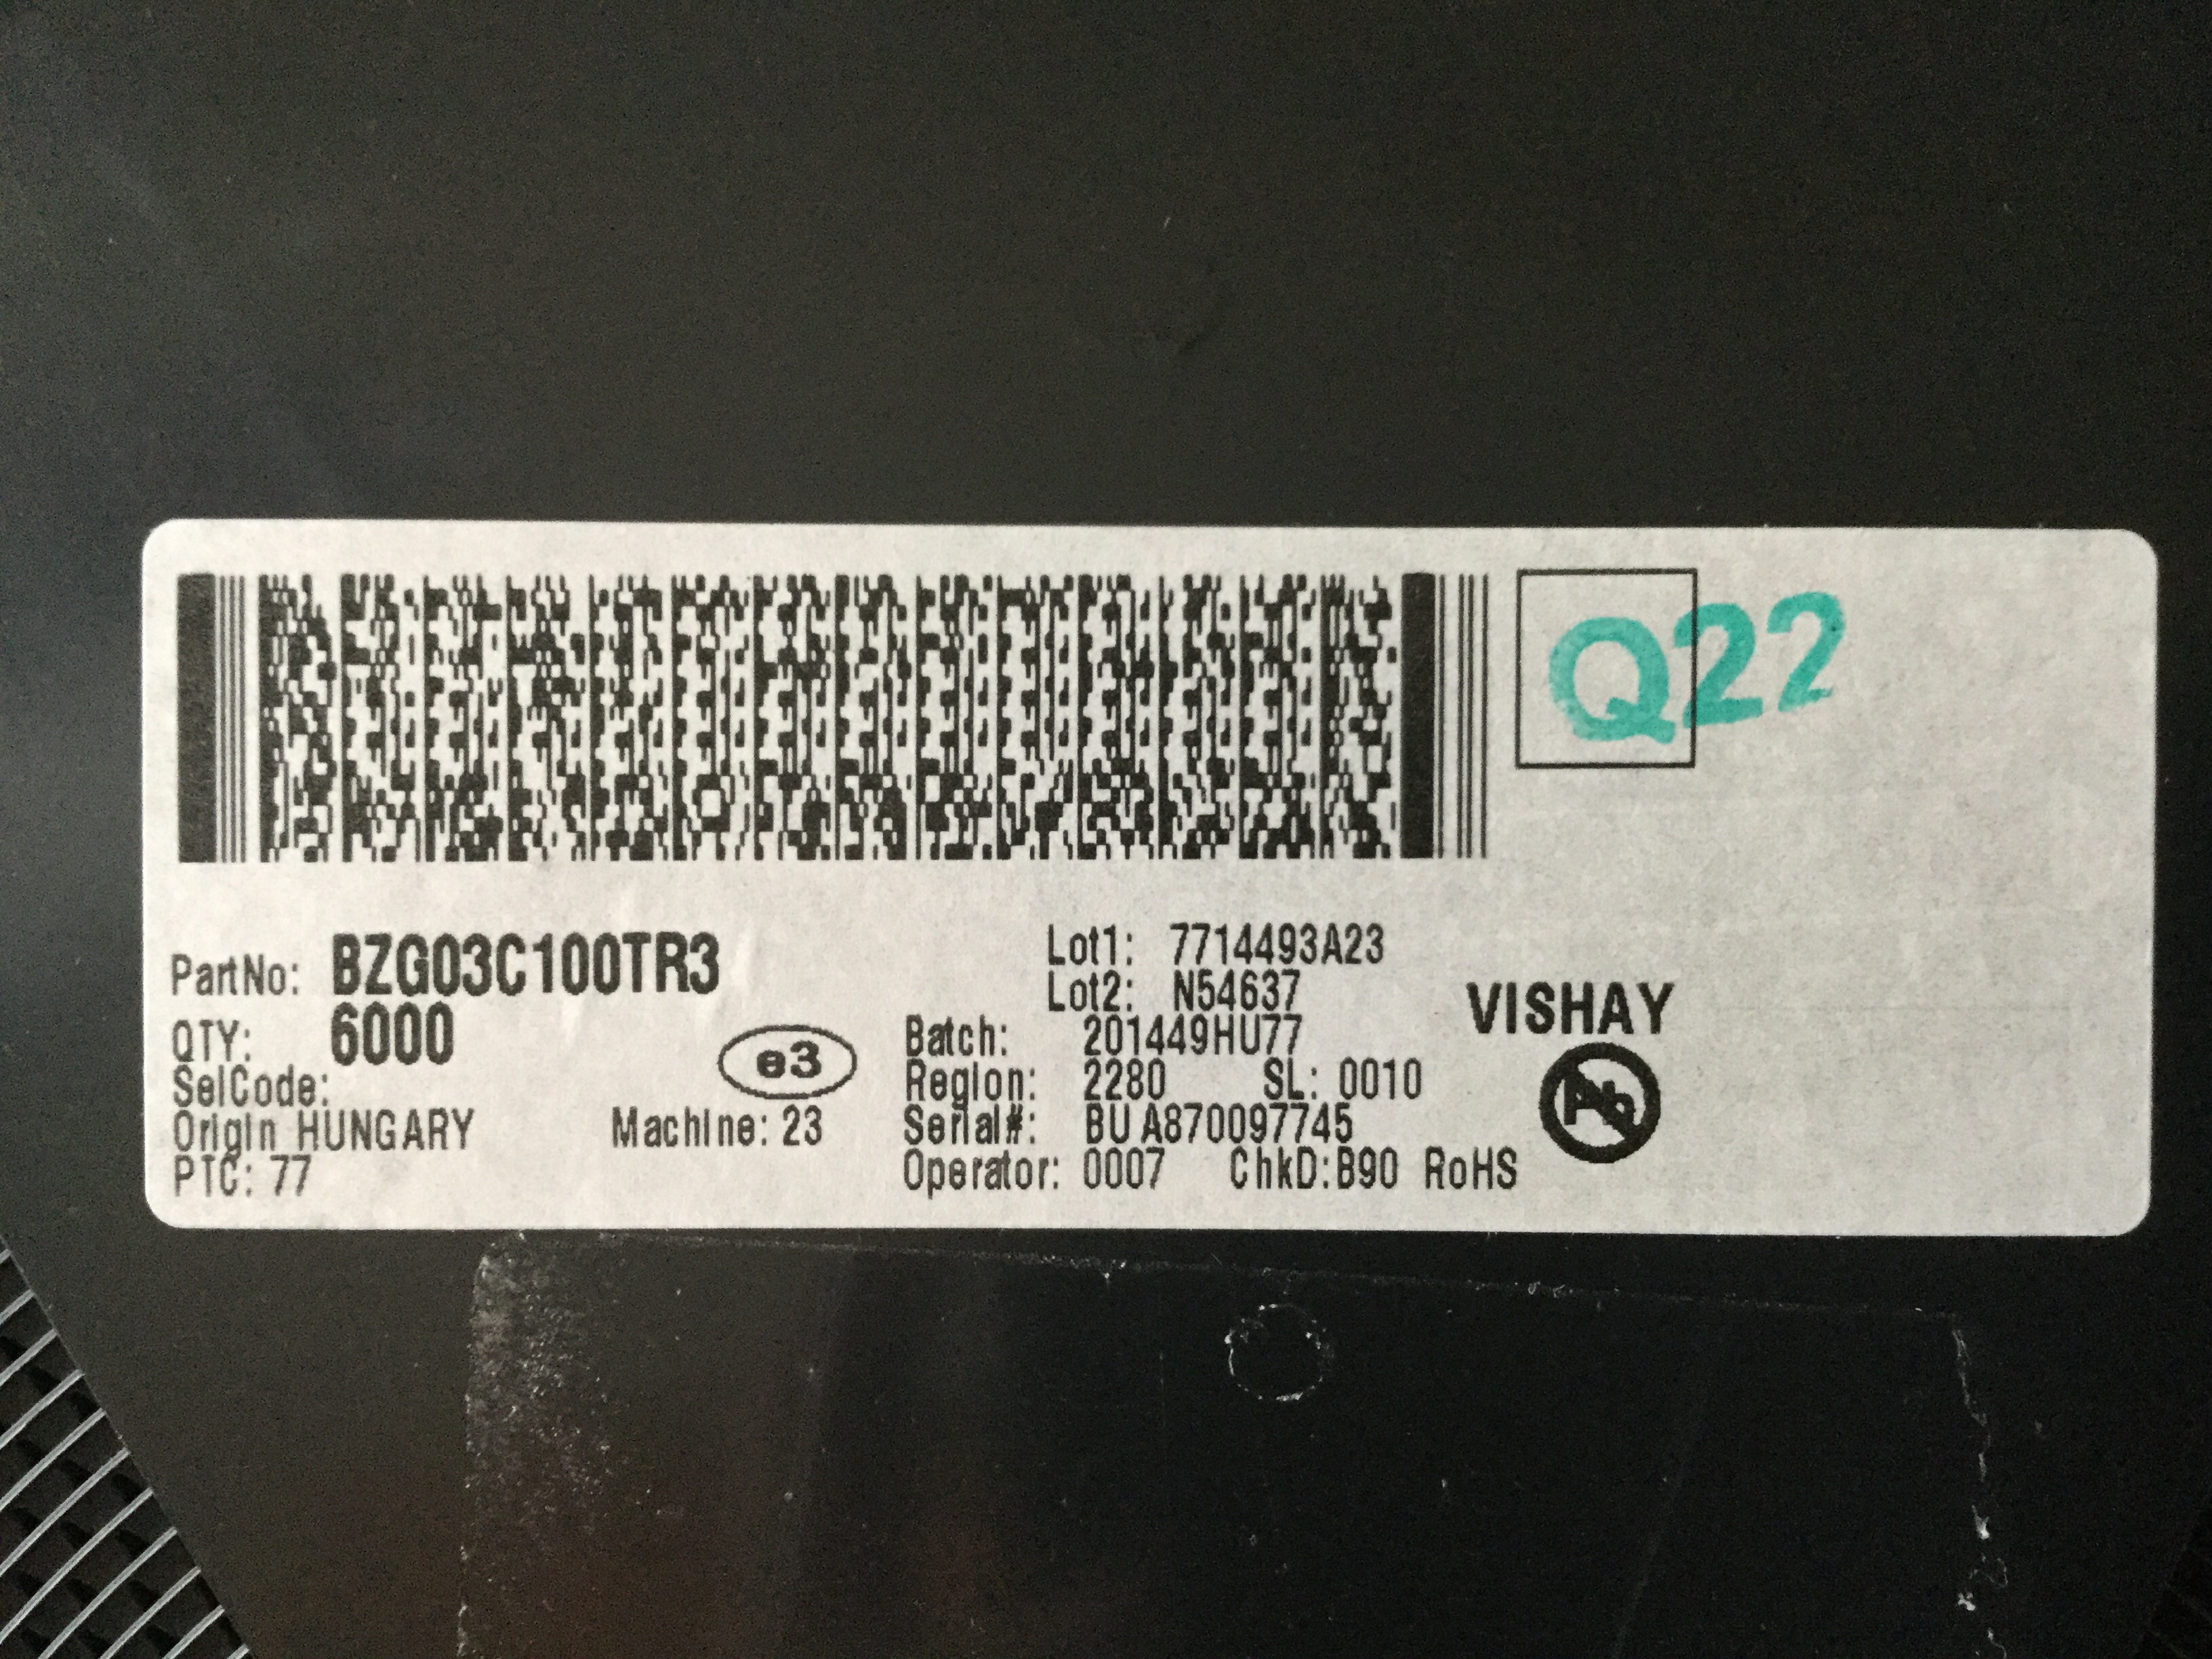 Q22
PartNo: BZG03C100TR3
QTY: 6000
SelCode:
Origin HUNGARY
PTC: 77
e3
Machine: 23
Lot1: 7714493A23
Lot2: N54637
Batch: 201449HU77
Region: 2280 SL: 0010
Serial#: BU A870097745
Operator: 0007 ChkD:B90 RoHS
VISHAY
Pb